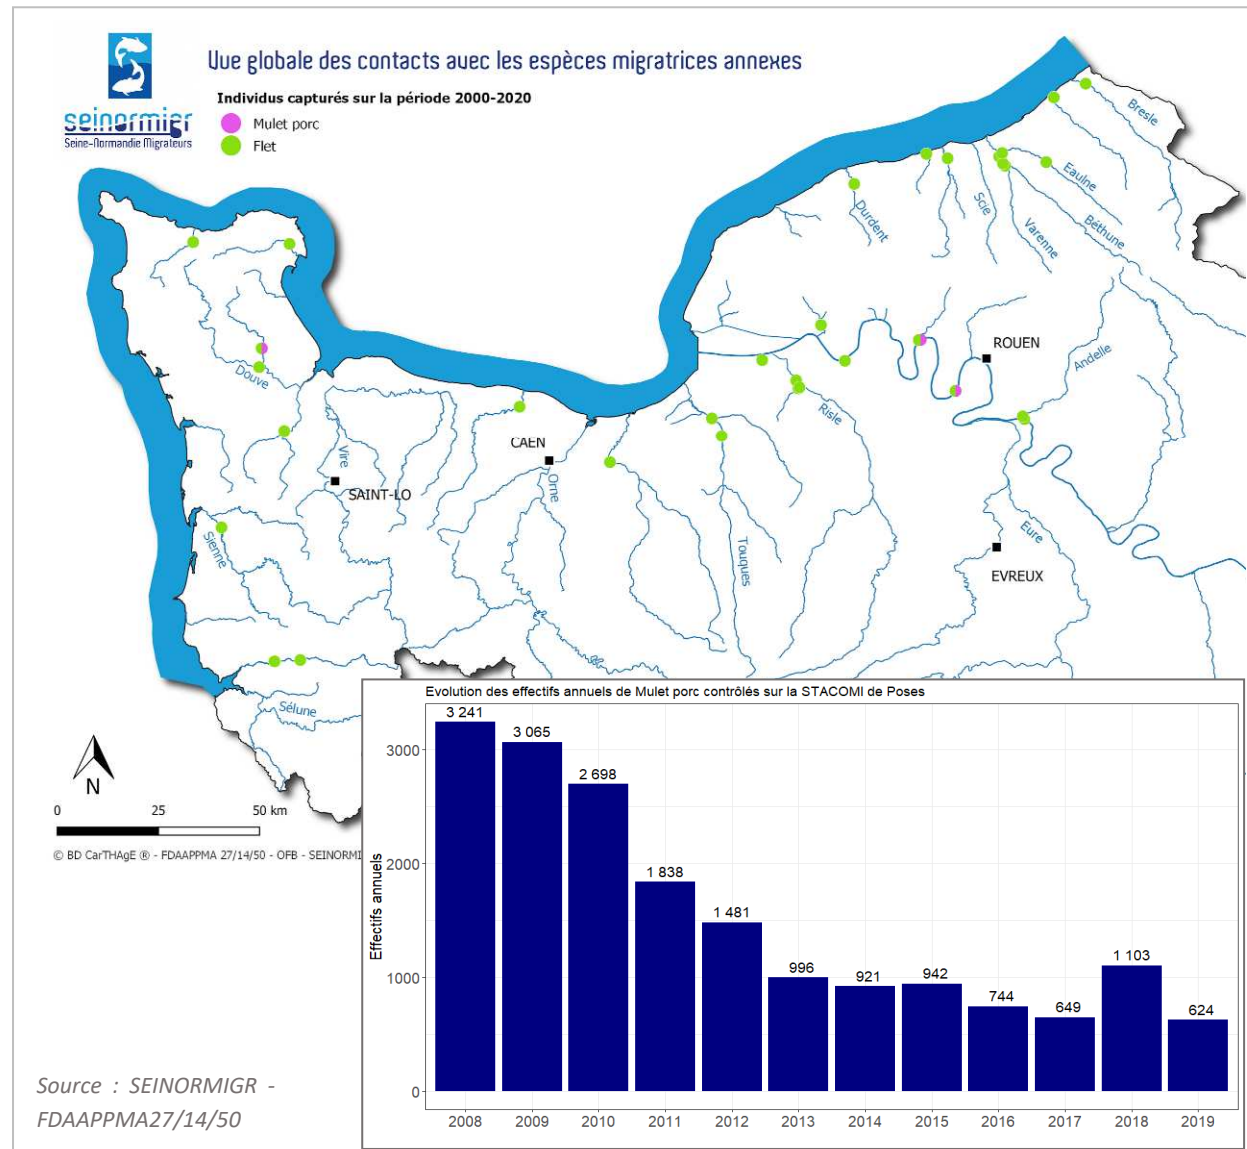 seinormigr
Seine-Normandie Migrateurs
Vue globale des contacts avec les espèces migratrices annexes
Individus capturés sur la période 2000-2020
Mulet porc
Flet
Bresle
Eaulne
Béthune
Varenne
Scie
Durdent
ROUEN
Andelle
Risle
Douve
Vire
SAINT-LO
CAEN
Orne
Touques
Eure
EVREUX
Sienne
Sélune
N
0 25 50 km
© BD CarTHAgE ® - FDAAPPMA 27/14/50 - OFB - SEINORMI
Evolution des effectifs annuels de Mulet porc contrôlés sur la STACOMI de Poses
Effectifs annuels
3000
2000
1000
0
3 241
3 065
2 698
1 838
1 481
996
921
942
744
649
1 103
624
2008 2009 2010 2011 2012 2013 2014 2015 2016 2017 2018 2019
Source : SEINORMIGR -
FDAAPPMA27/14/50